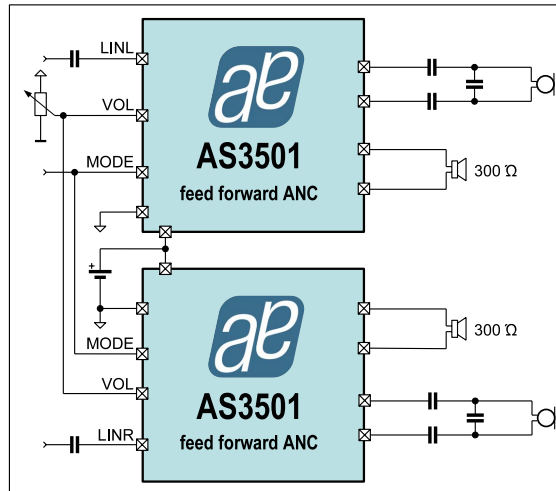 LINL
VOL
MODE
AS3501
feed forward ANC
300 Ω
+
MODE
VOL
LINR
AS3501
feed forward ANC
300 Ω